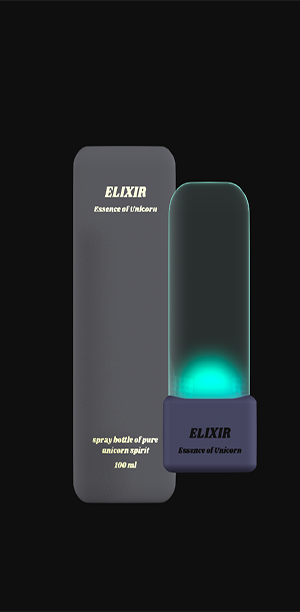 ELIXIR
Essence of Unicorn
spray bottle of pure
unicorn spirit
100 ml
ELIXIR
Essence of Unicorn